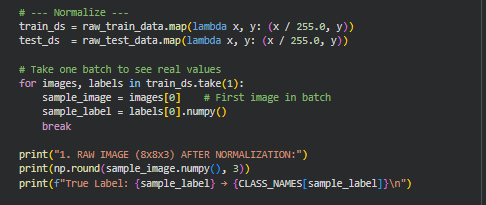 # --- Normalize ---
train_ds = raw_train_data.map(lambda x, y: (x / 255.0, y))
test_ds  = raw_test_data.map(lambda x, y: (x / 255.0, y))
# Take one batch to see real values
for images, labels in train_ds.take(1):
    sample_image = images[0]   # First image in batch
    sample_label = labels[0].numpy()
    break
print("1. RAW IMAGE (8x8x3) AFTER NORMALIZATION:")
print(np.round(sample_image.numpy(), 3))
print(f"True Label: {sample_label} → {CLASS_NAMES[sample_label]}\n")